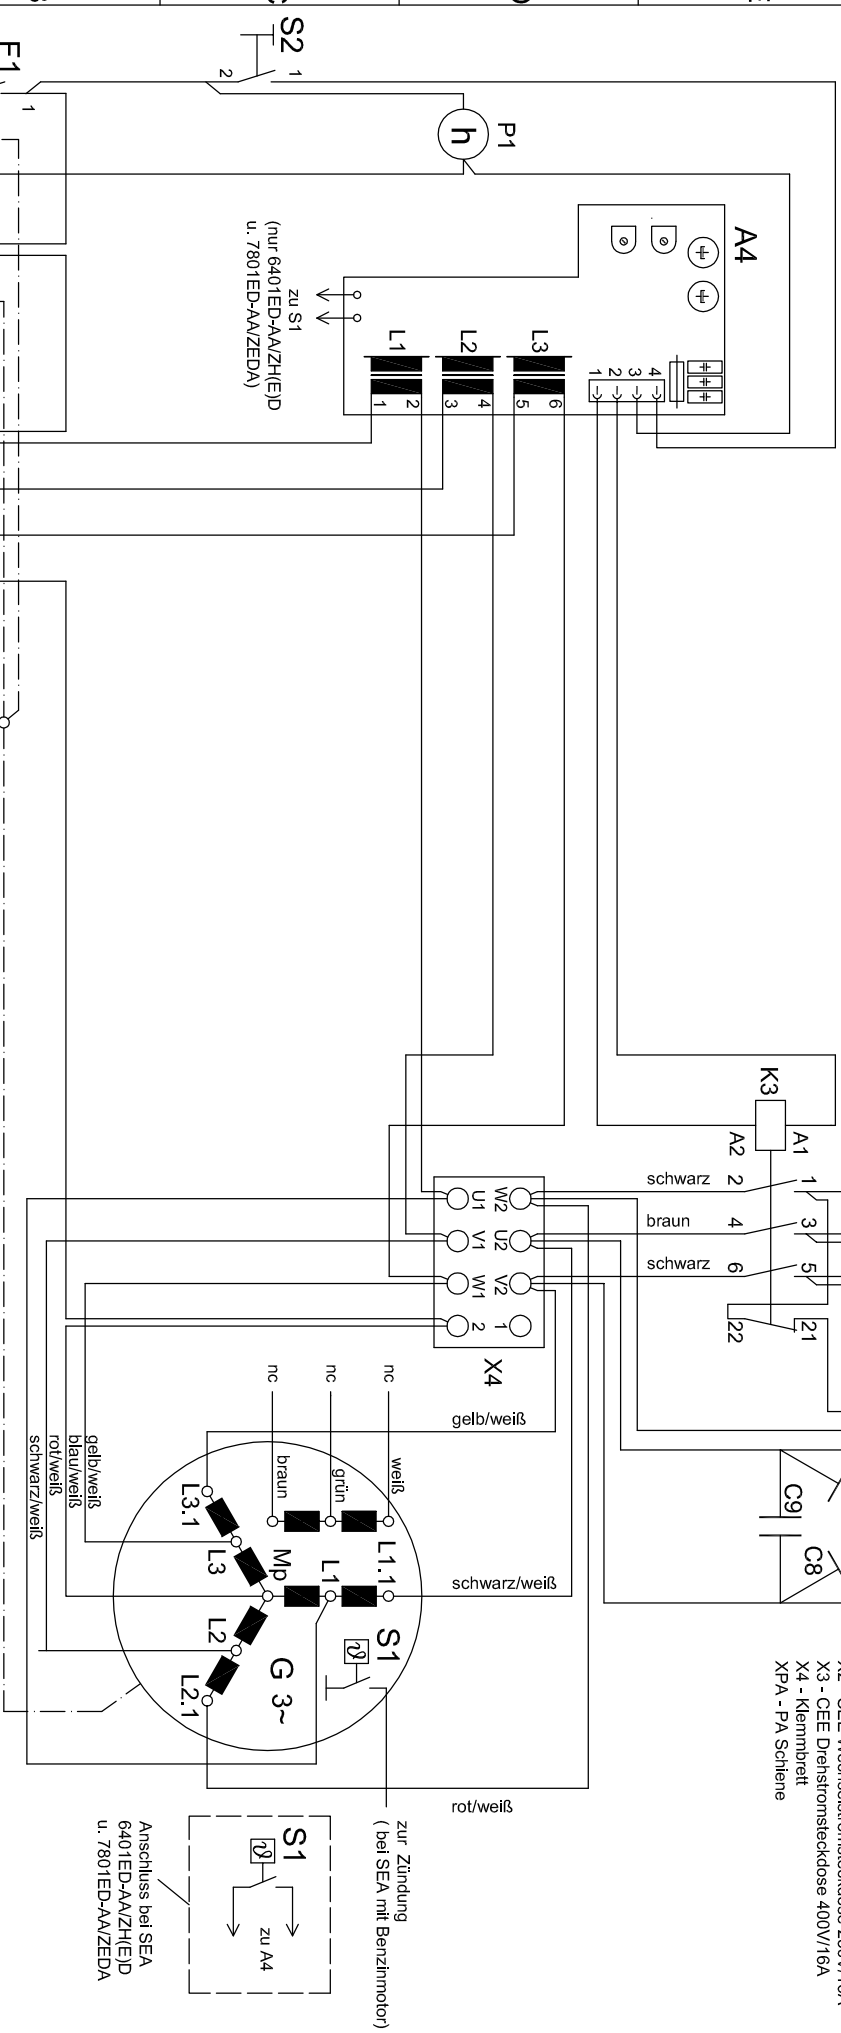 S2
2
1
F1
1
P1
h
A4
(nur 6401ED-AA/ZH(E)D
u. 7801ED-AA/ZEDA)
zu S1
L1
L2
L3
1
2
3
4
5
6
1
2
3
4
K3
A1
A2
schwarz
2
1
braun
4
3
schwarz
6
5
22
21
U1
W2
V1
U2
W1
V2
2
1
X4
nc
nc
nc
gelb/weiß
braun
grün
weiß
gelb/weiß
blau/weiß
rot/weiß
schwarz/weiß
L3.1
L3
Mp
L1
L1.1
schwarz/weiß
L2
L2.1
S1
ϑ
G
3~
rot/weiß
C9
C8
X3 - CEE Drehstromsteckdose 400V/16A
X4 - Klemmbrett
XPA - PA Schiene
zur Zündung
( bei SEA mit Benzinmotor)
S1
ϑ
zu A4
Anschluss bei SEA
6401ED-AA/ZH(E)D
u. 7801ED-AA/ZEDA